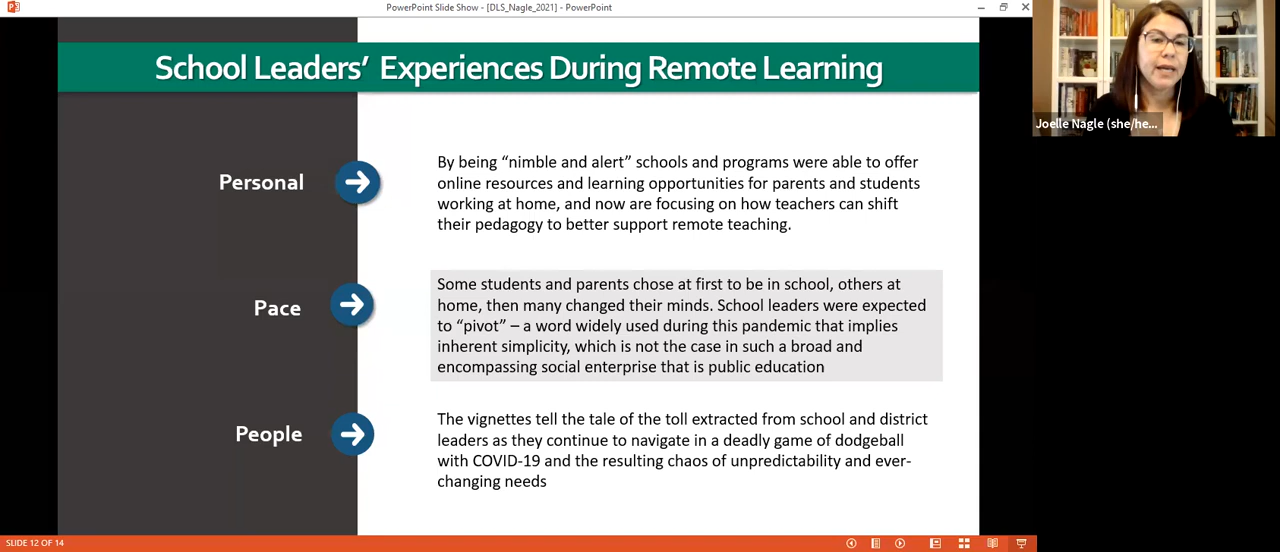 PowerPoint Slide Show - [DLS_Nagle_2021] - PowerPoint
School Leaders’ Experiences During Remote Learning
Joelle Nagle (she/he...
Personal
By being “nimble and alert” schools and programs were able to offer
online resources and learning opportunities for parents and students
working at home, and now are focusing on how teachers can shift
their pedagogy to better support remote teaching.
Pace
Some students and parents chose at first to be in school, others at
home, then many changed their minds. School leaders were expected
to “pivot” – a word widely used during this pandemic that implies
inherent simplicity, which is not the case in such a broad and
encompassing social enterprise that is public education
People
The vignettes tell the tale of the toll extracted from school and district
leaders as they continue to navigate in a deadly game of dodgeball
with COVID-19 and the resulting chaos of unpredictability and ever-
changing needs
SLIDE 12 OF 14